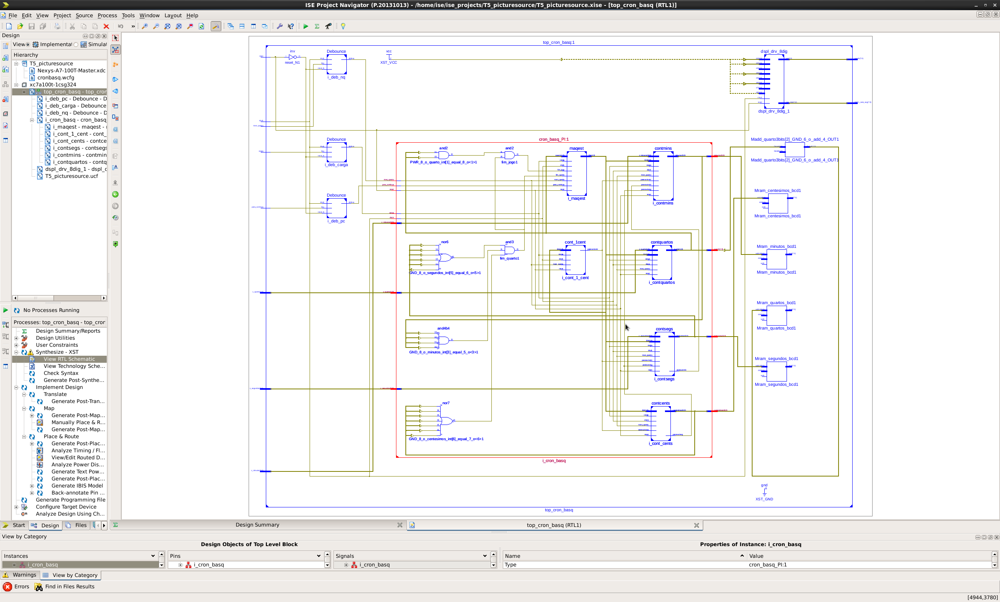 ISE Project Navigator (P.20131013) - /home/ise/ise_projects/T5_picturesource/T5_picturesource.xise - [top_cron_basq (RTL1)]
File Edit View Project Source Process Tools Window Layout Help
Design
View Implementat Simulat
Hierarchy
T5_picturesource
Nexys-A7-100T-Master.xdc
cronbasq.wcfg
xc7a100t-1csg324
top_cron_basq - top_cron
i_deb_pc - Debounce - D
i_deb_carga - Debounce
i_deb_nq - Debounce - D
i_cron_basq - cron_basq
i_maqest - maqest -
i_cont_1_cent - cont_
i_cont_cents - contce
i_contsegs - contsegs
i_contmins - contmin
i_contquartos - contq
dspl_drv_8dig_1 - dspl_d
T5_picturesource.ucf
No Processes Running
Processes: top_cron_basq - top_cron
Design Summary/Reports
Design Utilities
User Constraints
Synthesize - XST
View RTL Schematic
View Technology Sche...
Check Syntax
Generate Post-Synthe...
Implement Design
Translate
Generate Post-Tran...
Map
Generate Post-Map...
Manually Place & R...
Generate Post-Map...
Place & Route
Generate Post-Plac...
Analyze Timing / Fl...
View/Edit Routed D...
Analyze Power Dis...
Generate Text Pow...
Generate Post-Plac...
Generate IBIS Model
Back-annotate Pin ...
Generate Programming File
Configure Target Device
Analyze Design Using Ch...
Start Design Files
top_cron_basq:1
inv
reset_N1
Debounce
i_deb_nq
vcc
XST_VCC
dspl_drv_8dig
dspl_drv_8dig_1
Debounce
i_deb_carga
Debounce
i_deb_pc
cron_basq_PI:1
and2
PWR_8_o_quarto_int[1]_equal_8_o<1>1
and2
fim_jogo1
maqest
i_maqest
contmins
i_contmins
Madd_quarto3bits[2]_GND_6_o_add_4_OUT1
Madd_quarto3bits[2]_GND_6_o_add_4_OUT1
Mram_centesimos_bcd1
Mram_centesimos_bcd1
nor6
GND_8_o_segundos_int[5]_equal_6_o<5>1
and3
fim_quarto1
cont_1cent
i_cont_1_cent
contquartos
i_contquartos
Mram_minutos_bcd1
Mram_minutos_bcd1
Mram_quartos_bcd1
Mram_quartos_bcd1
and4b4
GND_8_o_minutos_int[3]_equal_5_o<3>1
contsegs
i_contsegs
Mram_segundos_bcd1
Mram_segundos_bcd1
nor7
GND_8_o_centesimos_int[6]_equal_7_o<6>1
contcents
i_cont_cents
i_cron_basq
gnd
XST_GND
top_cron_basq
Design Summary
top_cron_basq (RTL1)
View by Category
Design Objects of Top Level Block
Properties of Instance: i_cron_basq
Instances
Pins
Signals
Name Value
i_cron_basq
i_cron_basq
i_cron_basq
Type cron_basq_PI:1
Warnings View by Category
Errors Find in Files Results
[4944,3780]